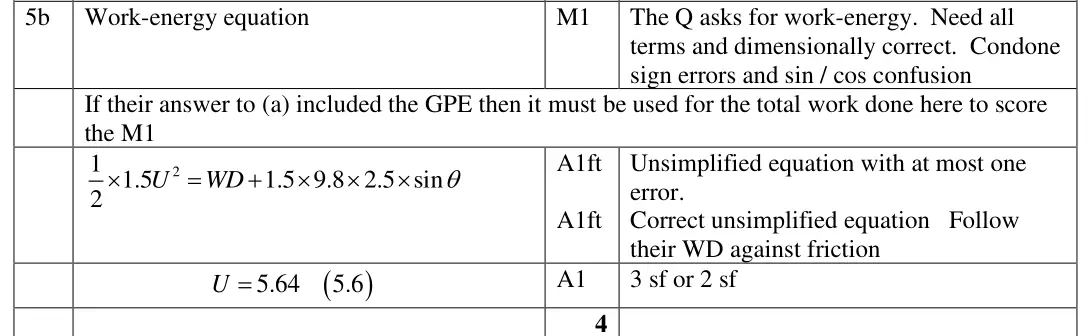 5b Work-energy equation M1 The Q asks for work-energy. Need all
terms and dimensionally correct. Condone
sign errors and sin / cos confusion
If their answer to (a) included the GPE then it must be used for the total work done here to score
the M1
1/2 ×1.5U² = WD+1.5×9.8×2.5×sinθ A1ft Unsimplified equation with at most one
error.
A1ft Correct unsimplified equation Follow
their WD against friction
U = 5.64 (5.6) A1 3 sf or 2 sf
4